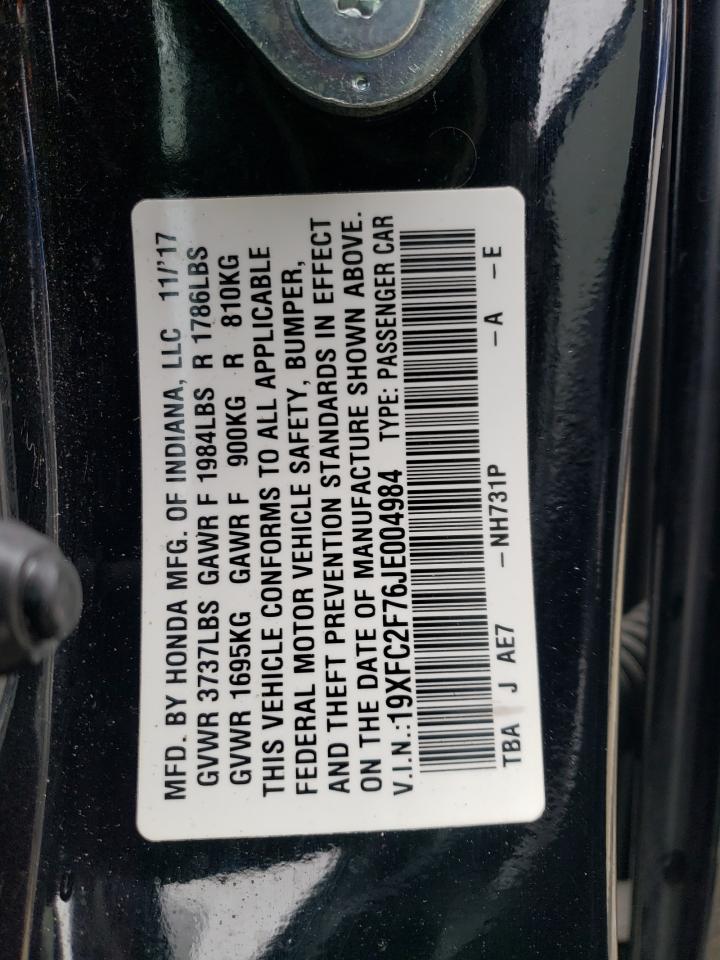 MFD. BY HONDA MFG. OF INDIANA, LLC 11/'17
GVWR 3737LBS GAWR F 1984LBS R 1786LBS
GVWR 1695KG GAWR F 900KG R 810KG
THIS VEHICLE CONFORMS TO ALL APPLICABLE
FEDERAL MOTOR VEHICLE SAFETY, BUMPER,
AND THEFT PREVENTION STANDARDS IN EFFECT
ON THE DATE OF MANUFACTURE SHOWN ABOVE.
V.I.N.:19XFC2F76JE004984 TYPE: PASSENGER CAR
TBA J AE7 -NH731P -A -E